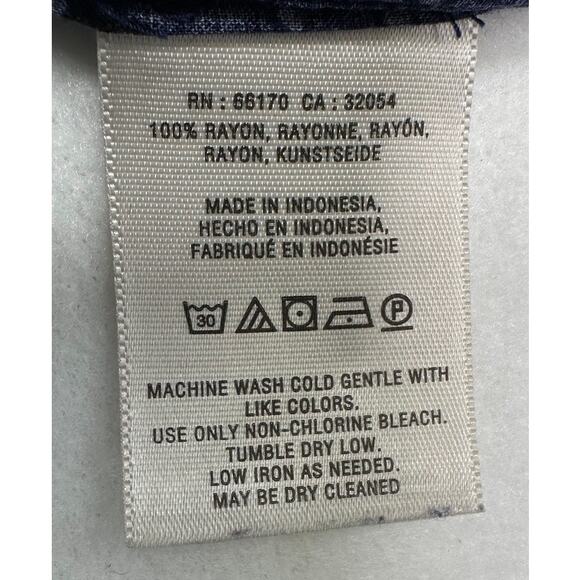 RN : 66170 CA : 32054
100% RAYON, RAYONNE, RAYÓN,
RAYON, KUNSTSEIDE
MADE IN INDONESIA,
HECHO EN INDONESIA,
FABRIQUÉ EN INDONÉSIE
30 P
MACHINE WASH COLD GENTLE WITH
LIKE COLORS.
USE ONLY NON-CHLORINE BLEACH.
TUMBLE DRY LOW.
LOW IRON AS NEEDED.
MAY BE DRY CLEANED